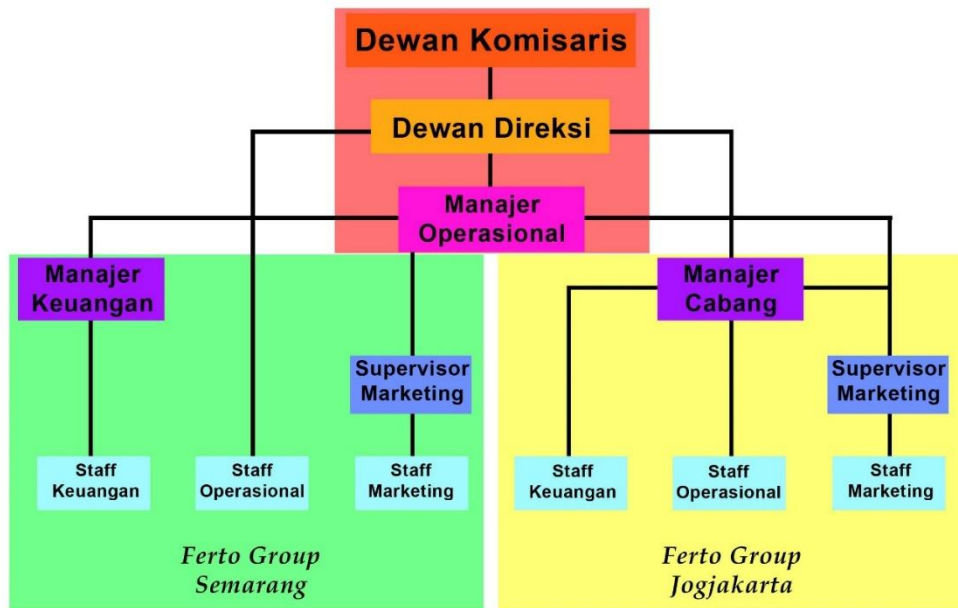 Dewan Komisaris
Dewan Direksi
Manajer
Operasional
Manajer
Keuangan
Manajer
Cabang
Supervisor
Marketing
Supervisor
Marketing
Staff
Keuangan
Staff
Operasional
Staff
Marketing
Staff
Keuangan
Staff
Operasional
Staff
Marketing
Ferto Group
Semarang
Ferto Group
Jogjakarta